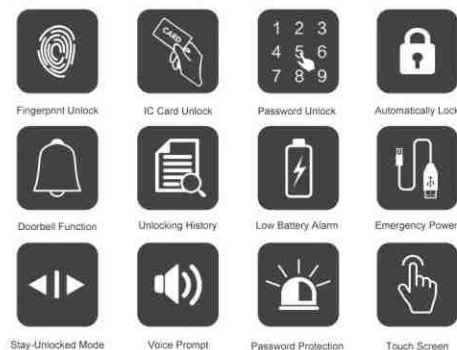 CARD
1 2 3
4 5 6
7 8 9
Fingerprint Unlock
IC Card Unlock
Password Unlock
Automatically Lock
Doorbell Function
Unlocking History
Low Battery Alarm
Emergency Power
Stay-Unlocked Mode
Voice Prompt
Password Protection
Touch Screen